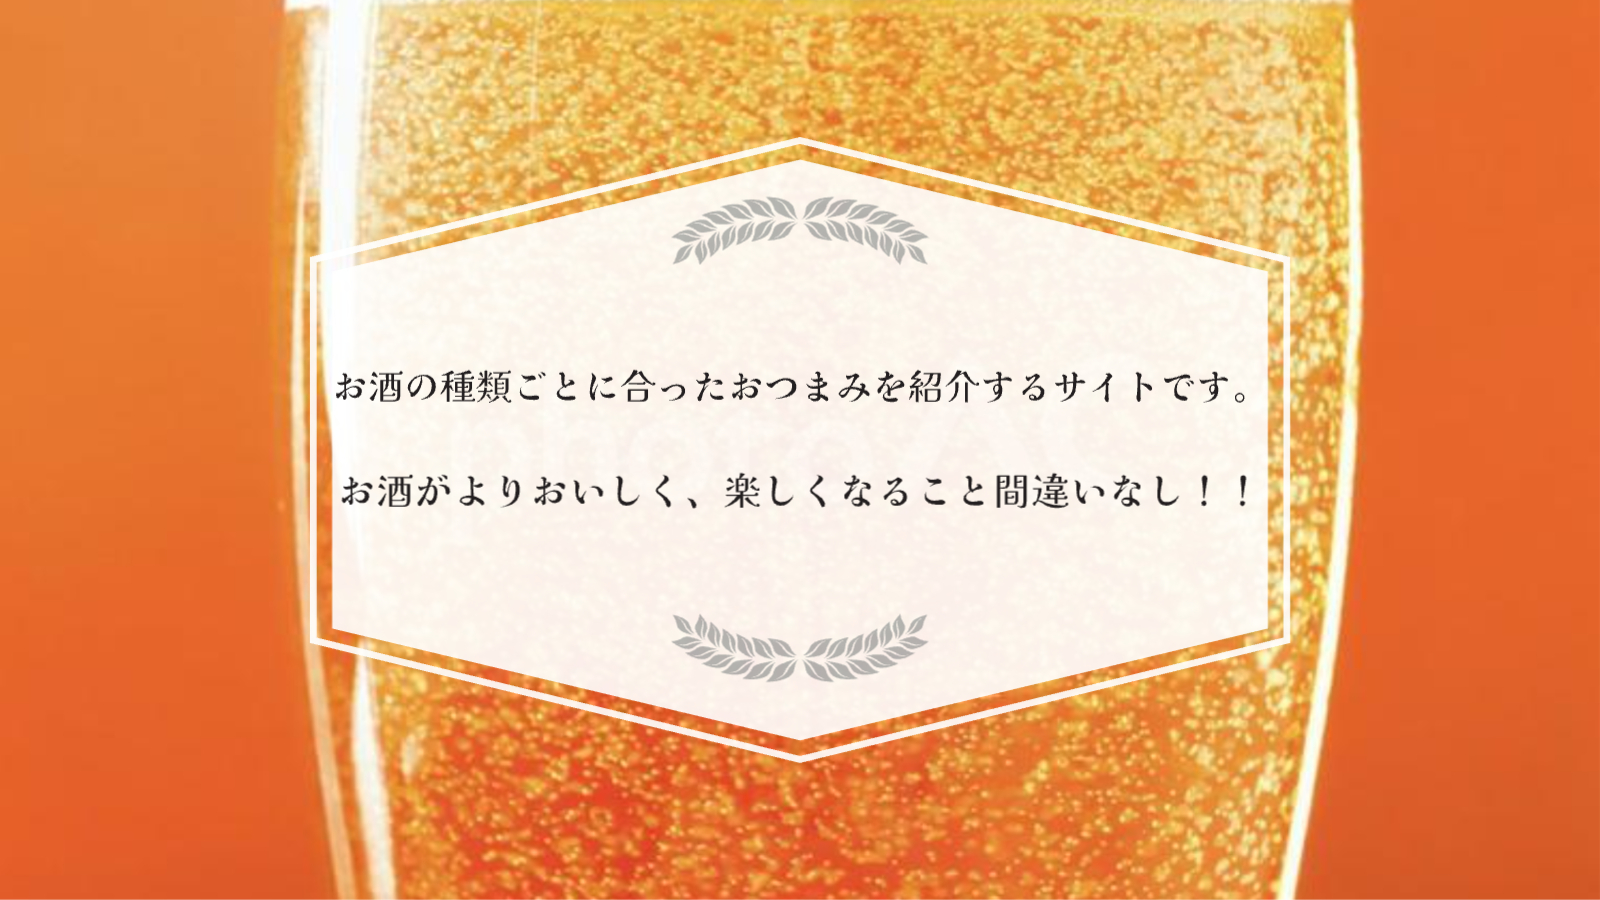 お酒の種類ごとに合ったおつまみを紹介するサイトです。
お酒がよりおいしく、楽しくなること間違いなし！！